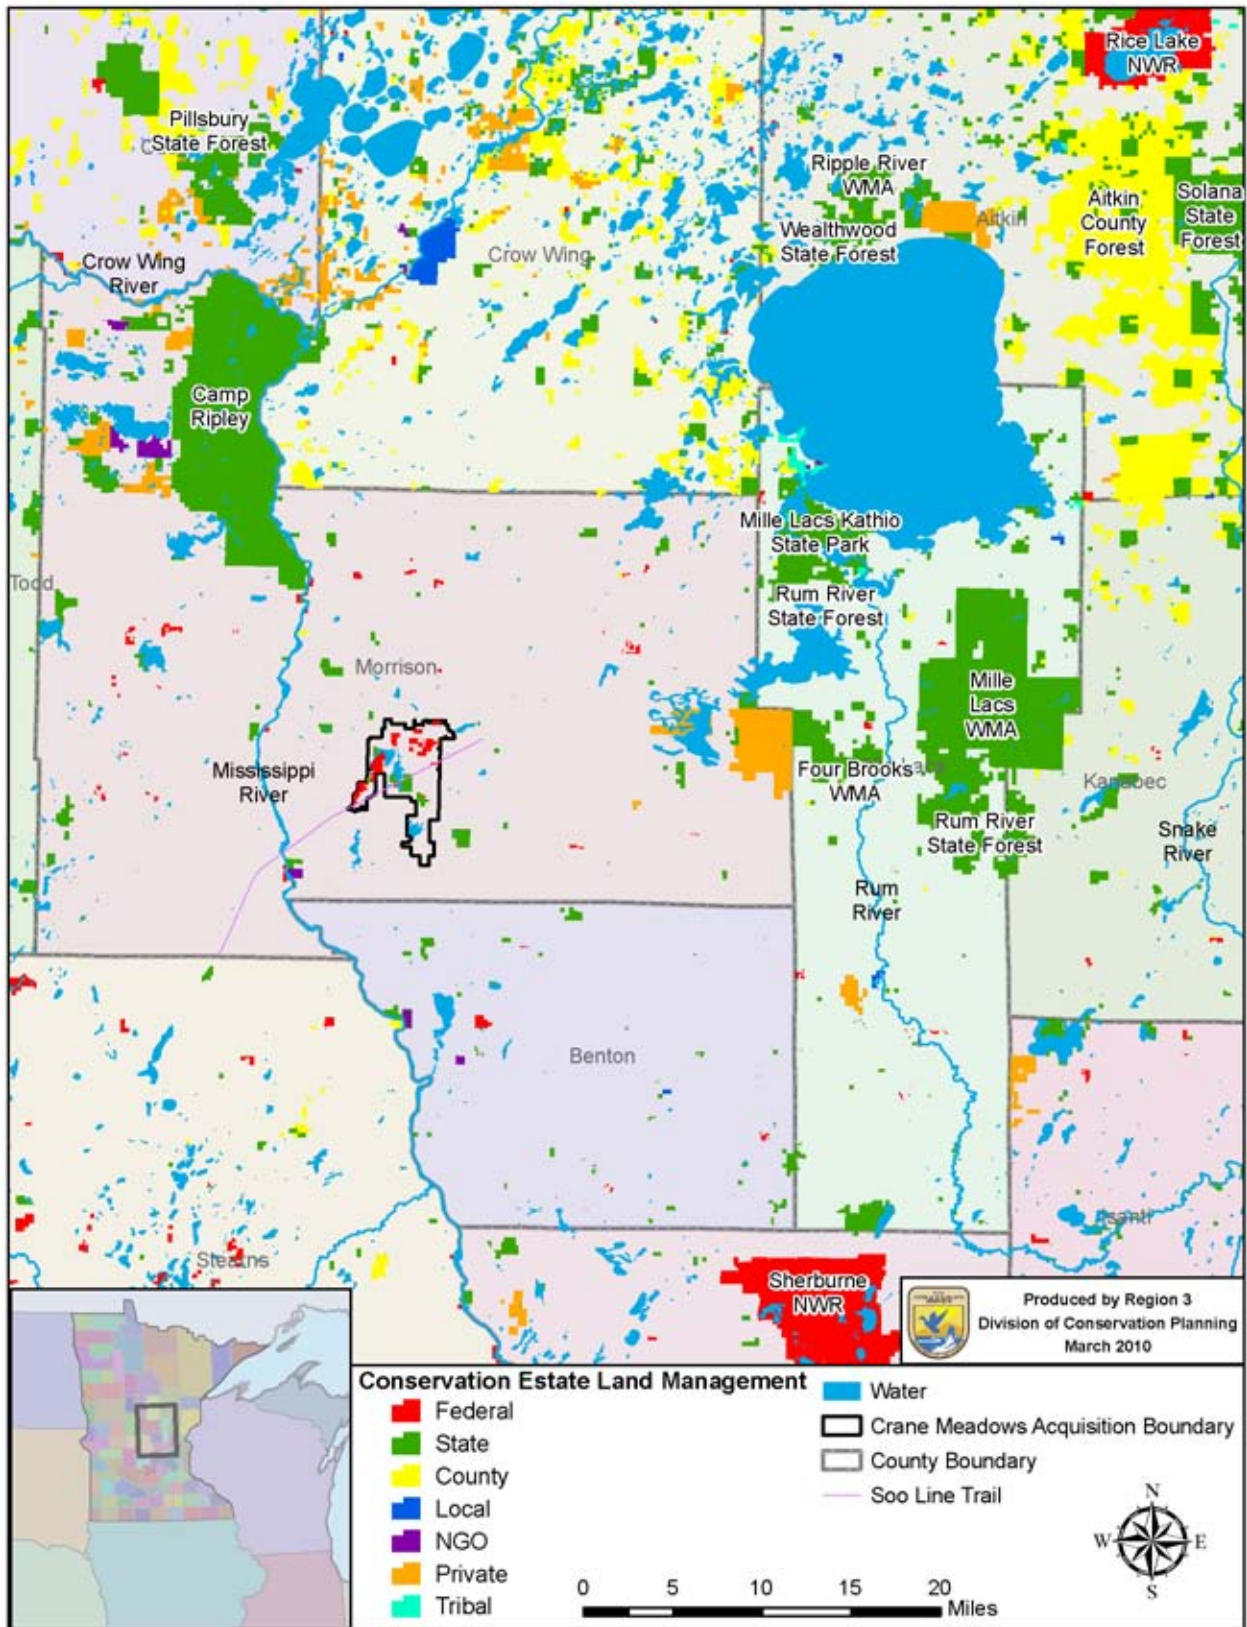 Rice Lake
NWR
Pillsbury
State Forest
Ripple River
WMA
Aitkin
County
Forest
Solana
State
Forest
Aitkin
Wealthwood
State Forest
Crow Wing
Crow Wing
River
Camp
Ripley
Mille Lacs Kathio
State Park
Todd
Rum River
State Forest
Morrison
Mille
Lacs
WMA
Mississippi
River
Four Brooks
WMA
Kanabec
Rum River
State Forest
Snake
River
Rum
River
Benton
Isanti
Stearns
Sherburne
NWR
Produced by Region 3
Division of Conservation Planning
March 2010
Conservation Estate Land Management
Federal
State
County
Local
NGO
Private
Tribal
Water
Crane Meadows Acquisition Boundary
County Boundary
Soo Line Trail
N
W E
S
0 5 10 15 20
Miles